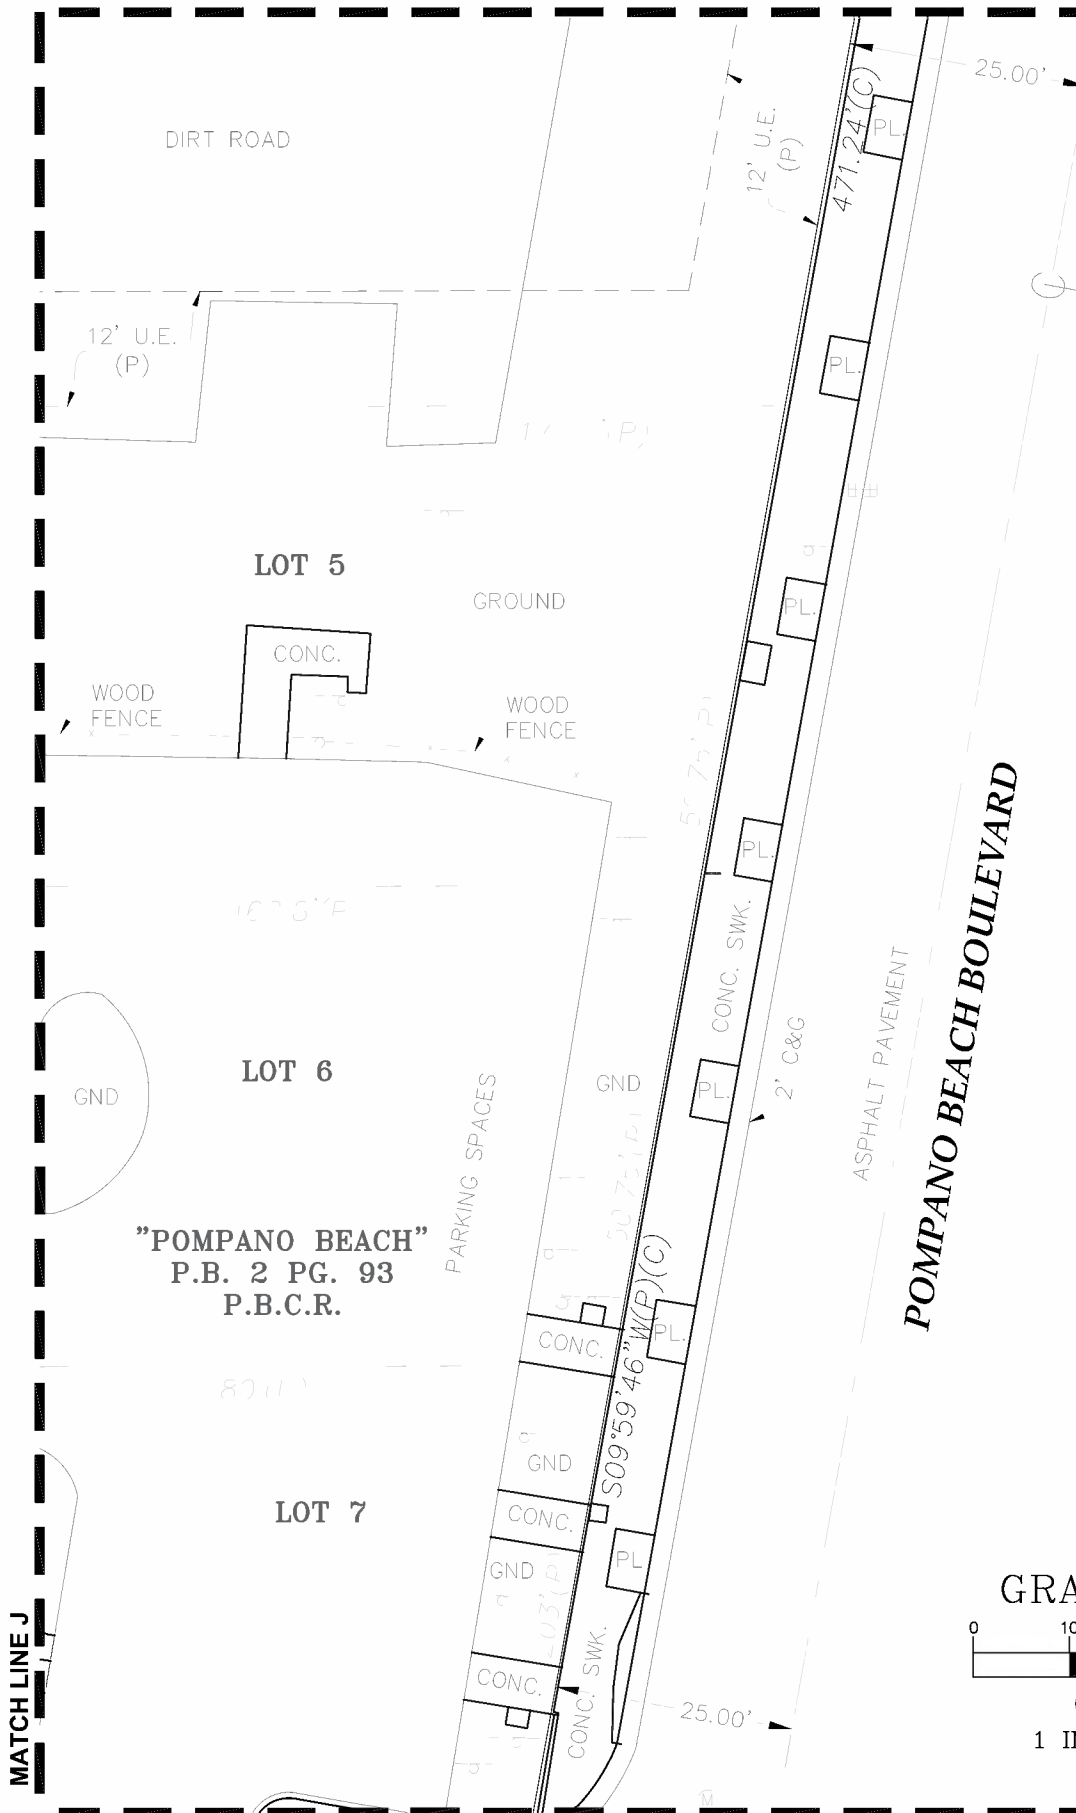 25.00'
DIRT ROAD
12' U.E.
(P)
471.24'(C)
PL.
12' U.E.
(P)
PL.
LOT 5
GROUND
PL.
CONC.
WOOD
FENCE
WOOD
FENCE
PL.
CONC. SWK.
POMPANO BEACH BOULEVARD
ASPHALT PAVEMENT
2' C&G
LOT 6
GND
GND
PL.
PARKING SPACES
50.75'(P)
"POMPANO BEACH"
P.B. 2 PG. 93
P.B.C.R.
S09°59'46"W(P)(C)
PL.
CONC.
GND
LOT 7
CONC.
GND
PL
CONC. SWK.
CONC.
25.00'
MATCH LINE J
GRA
0 10
1 I